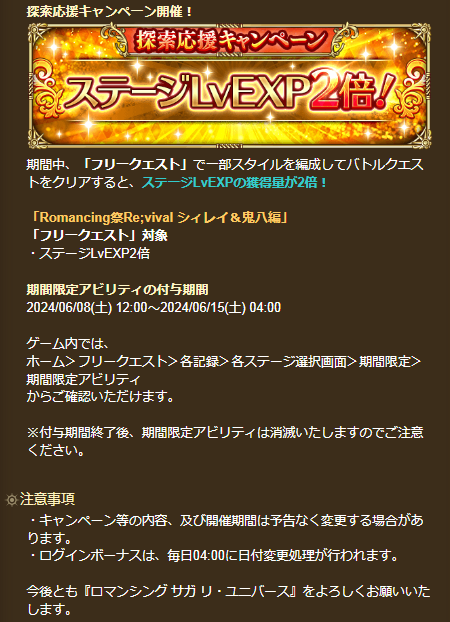 探索応援キャンペーン開催！
探索応援キャンペーン
ステージLvEXP2倍!
期間中、「フリークエスト」で一部スタイルを編成してバトルクエス
トをクリアすると、ステージLvEXPの獲得量が2倍！
「Romancing祭Re;vival シィレイ＆鬼八編」
「フリークエスト」対象
・ステージLvEXP2倍
期間限定アビリティの付与期間
2024/06/08(土) 12:00～2024/06/15(土) 04:00
ゲーム内では、
ホーム＞フリークエスト＞各記録＞各ステージ選択画面＞期間限定＞
期間限定アビリティ
からご確認いただけます。
※付与期間終了後、期間限定アビリティは消滅いたしますのでご注意
ください。
注意事項
・キャンペーン等の内容、及び開催期間は予告なく変更する場合があ
ります。
・ログインボーナスは、毎日04:00に日付変更処理が行われます。
今後とも『ロマンシング サガ リ・ユニバース』をよろしくお願いいた
します。